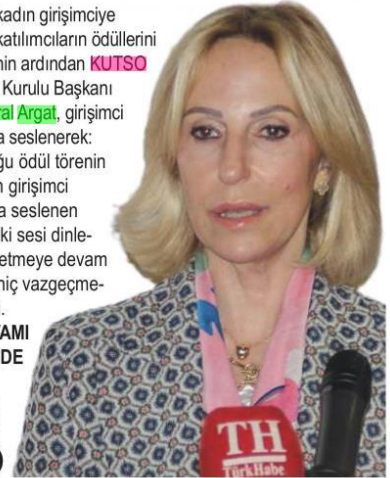 kadın girişimciye
katılımcıların ödüllerini
nin ardından KUTSO
Kurulu Başkanı
ral Argat, girişimci
a seslenerek:
ğu ödül törenin
n girişimci
a seslenen
ki sesi dinle-
etmeye devam
hiç vazgeçme-
AMI
DE
TH
TürkHabe